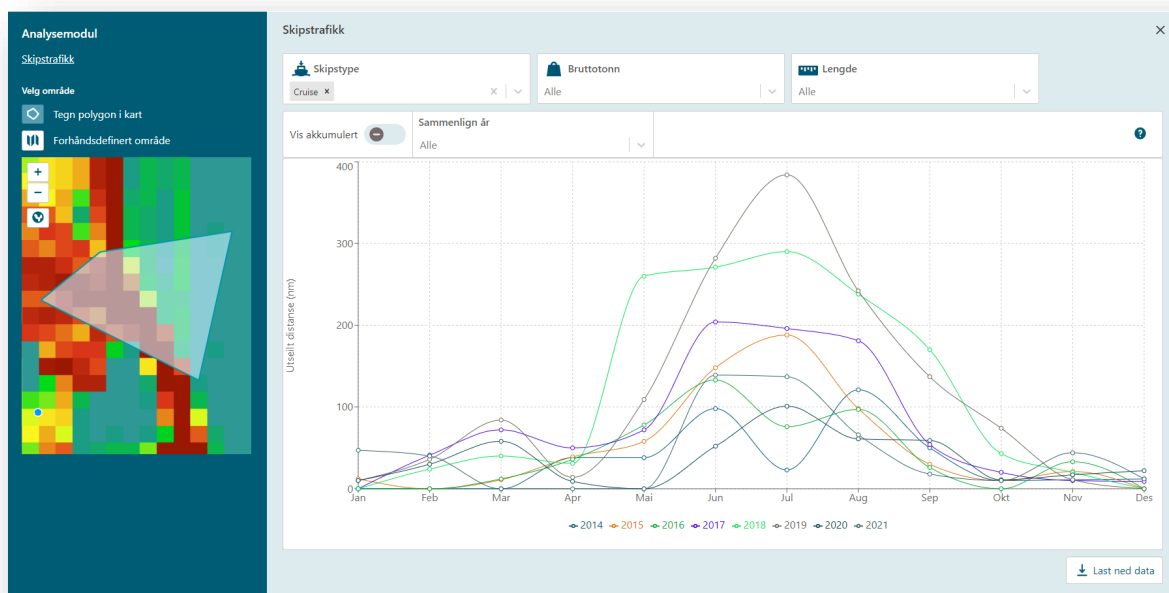 Analysemodul
Skipstrafikk
Velg område
Tegn polygon i kart
Forhåndsdefinert område
+
−
Skipstrafikk
×
Skipstype
Cruise ×
×
Bruttotonn
Alle
Lengde
Alle
Vis akkumulert
Sammenlign år
Alle
?
Utseilt distanse (nm)
400
300
200
100
0
Jan Feb Mar Apr Mai Jun Jul Aug Sep Okt Nov Des
2014 2015 2016 2017 2018 2019 2020 2021
Last ned data